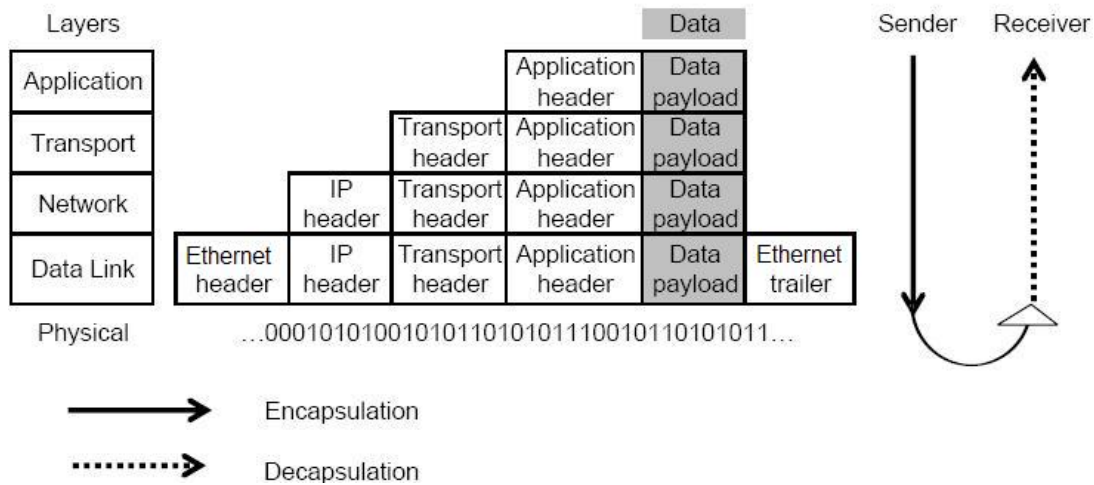 Layers Data Sender Receiver
Application Application header Data payload
Transport Transport header Application header Data payload
Network IP header Transport header Application header Data payload
Data Link Ethernet header IP header Transport header Application header Data payload Ethernet trailer
Physical ...0001010100101011010101110010110101011...
Encapsulation
Decapsulation